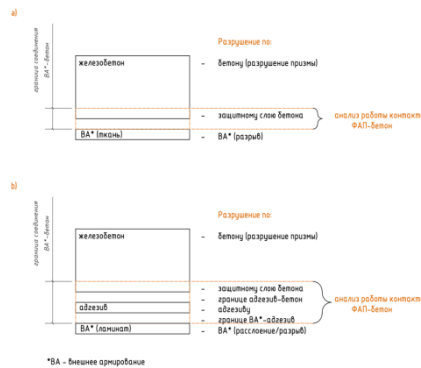 а)
граница соединения
ВА*-бетон
Разрушение по:
железобетон
- бетону (разрушение призмы)
- защитному слою бетона
анализ работы контакт
ФАП-бетон
ВА* (ткань)
- ВА* (разрыв)
b)
граница соединения
ВА*-бетон
Разрушение по:
железобетон
- бетону (разрушение призмы)
- защитному слою бетона
- границе адгезив-бетон
адгезив
- адгезиву
анализ работы контакт
ФАП-бетон
- границе ВА*-адгезив
ВА* (ламинат)
- ВА* (расслоение/разрыв)
*ВА - внешнее армирование